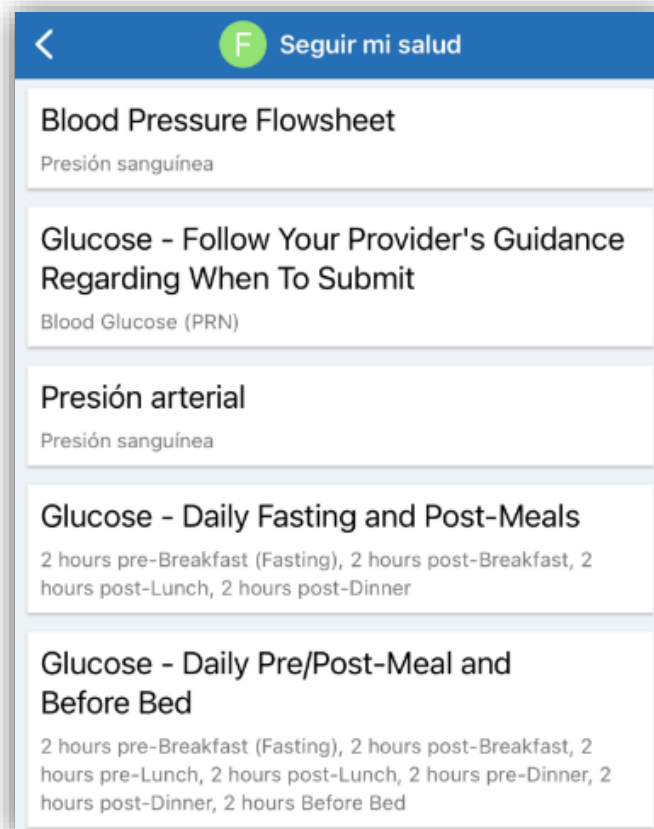 F Seguir mi salud
Blood Pressure Flowsheet
Presión sanguínea
Glucose - Follow Your Provider's Guidance
Regarding When To Submit
Blood Glucose (PRN)
Presión arterial
Presión sanguínea
Glucose - Daily Fasting and Post-Meals
2 hours pre-Breakfast (Fasting), 2 hours post-Breakfast, 2
hours post-Lunch, 2 hours post-Dinner
Glucose - Daily Pre/Post-Meal and
Before Bed
2 hours pre-Breakfast (Fasting), 2 hours post-Breakfast, 2
hours pre-Lunch, 2 hours post-Lunch, 2 hours pre-Dinner, 2
hours post-Dinner, 2 hours Before Bed